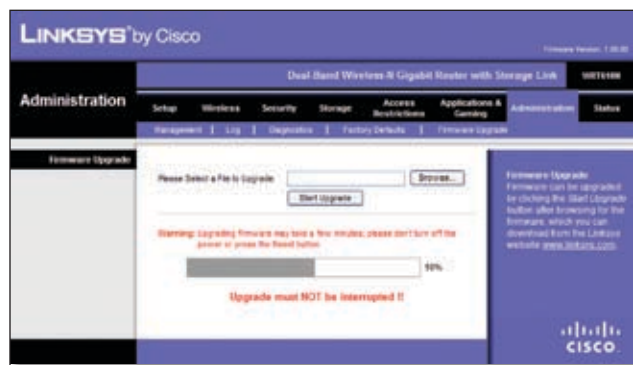 LINKSYS by Cisco
Firmware Version: 1.00.00
Dual-Band Wireless-N Gigabit Router with Storage Link
WRT610N
Administration
Setup
Wireless
Security
Storage
Access Restrictions
Applications & Gaming
Administration
Status
Management | Log | Diagnostics | Factory Defaults | Firmware Upgrade
Firmware Upgrade
Please Select a File to Upgrade:
Browse...
Start Upgrade
Warning: Upgrading firmware may take a few minutes; please don't turn off the
power or press the Reset button.
Upgrade must NOT be interrupted !!
Firmware Upgrade
Firmware can be upgraded
by clicking the Start Upgrade
button after browsing for the
firmware, which you can
download from the Linksys
website www.linksys.com.
CISCO